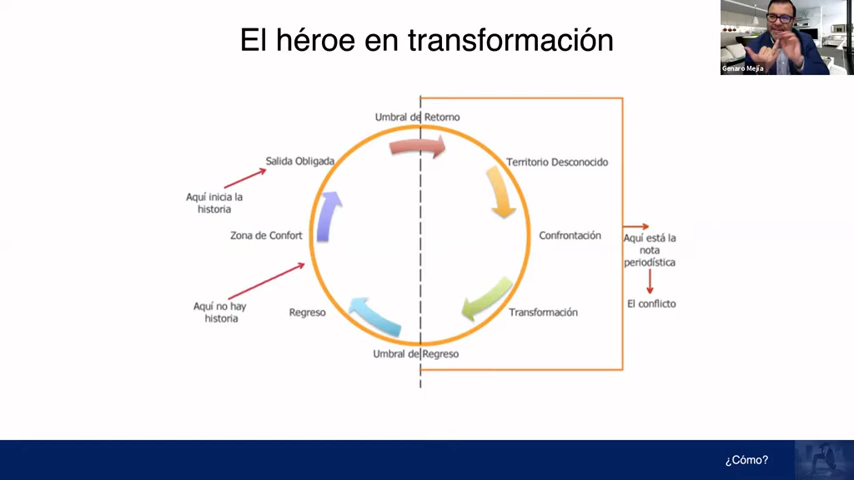 El héroe en transformación
Genaro Mejía
Umbral de Retorno
Salida Obligada
Territorio Desconocido
Aquí inicia la
historia
Zona de Confort
Confrontación
Aquí está la
nota
periodística
El conflicto
Aquí no hay
historia
Regreso
Transformación
Umbral de Regreso
¿Cómo?